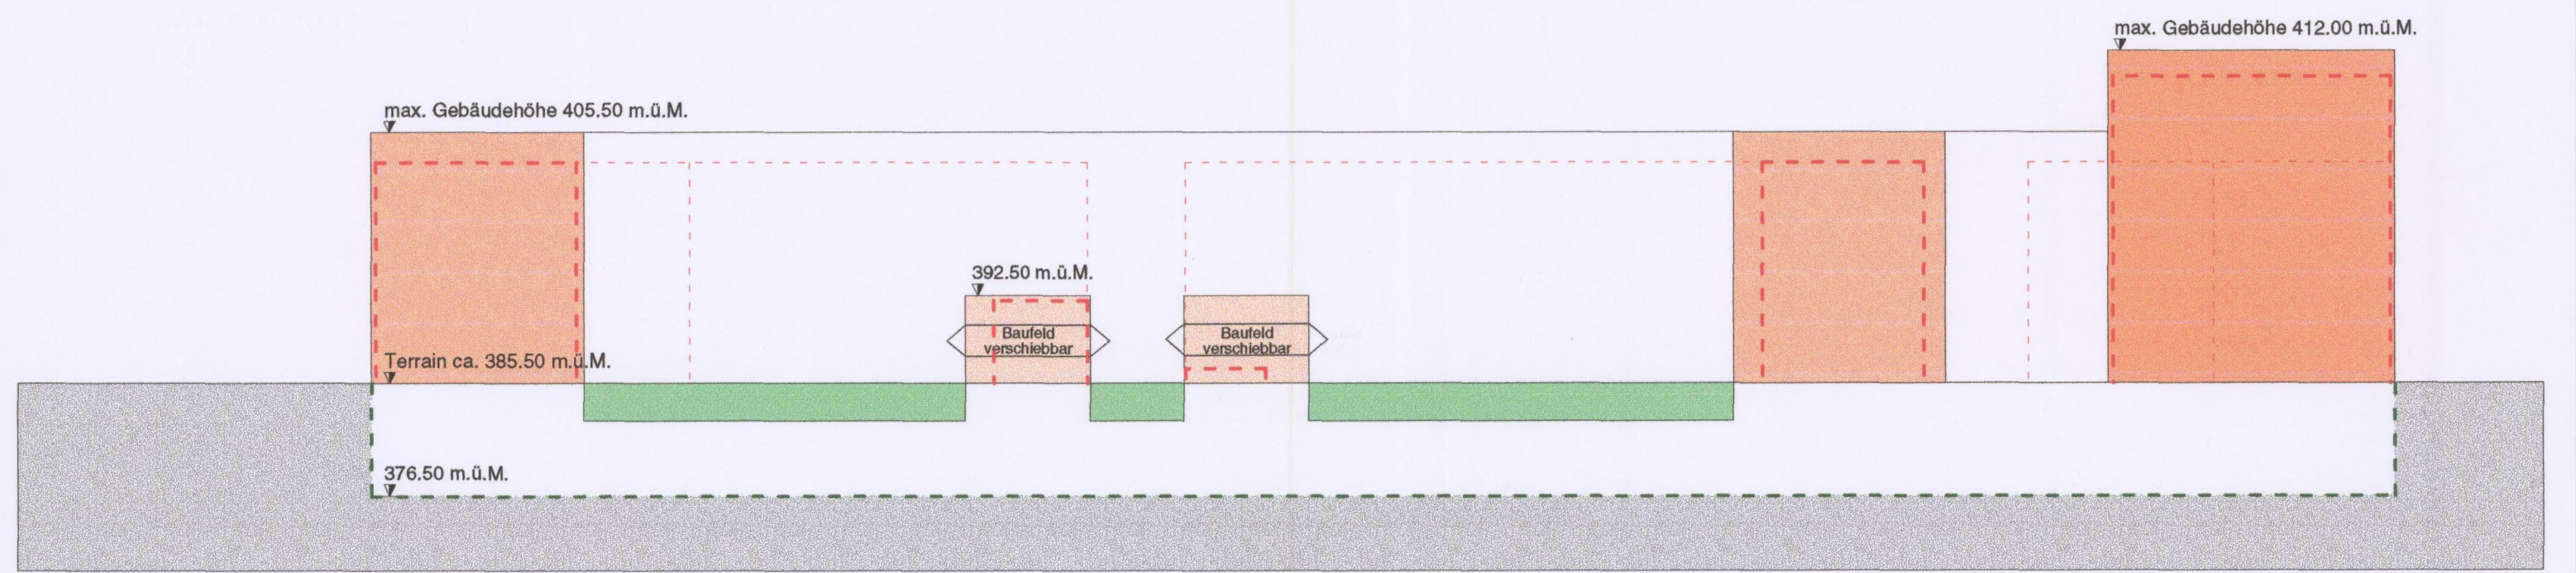 max. Gebäudehöhe 412.00 m.ü.M.
max. Gebäudehöhe 405.50 m.ü.M.
392.50 m.ü.M.
Baufeld
verschiebbar
Baufeld
verschiebbar
Terrain ca. 385.50 m.ü.M.
376.50 m.ü.M.